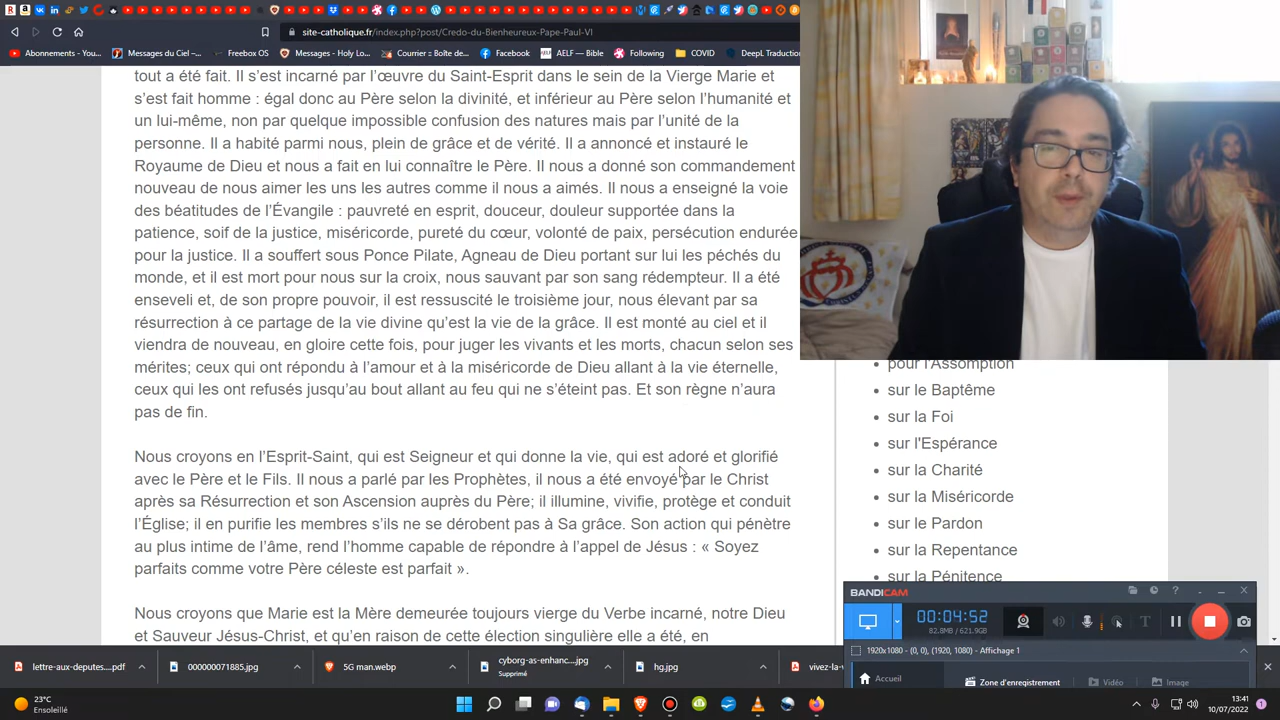 site-catholique.fr/index.php?post/Credo-du-Bienheureux-Pape-Paul-VI
Abonnements - You...
Messages du Ciel –...
Freebox OS
Messages - Holy Lo...
Courrier :: Boîte de...
Facebook
AELF — Bible
Following
COVID
DeepL Traduction
tout a été fait. Il s’est incarné par l’œuvre du Saint-Esprit dans le sein de la Vierge Marie et
s’est fait homme : égal donc au Père selon la divinité, et inférieur au Père selon l’humanité et
un lui-même, non par quelque impossible confusion des natures mais par l’unité de la
personne. Il a habité parmi nous, plein de grâce et de vérité. Il a annoncé et instauré le
Royaume de Dieu et nous a fait en lui connaître le Père. Il nous a donné son commandement
nouveau de nous aimer les uns les autres comme il nous a aimés. Il nous a enseigné la voie
des béatitudes de l’Évangile : pauvreté en esprit, douceur, douleur supportée dans la
patience, soif de la justice, miséricorde, pureté du cœur, volonté de paix, persécution endurée
pour la justice. Il a souffert sous Ponce Pilate, Agneau de Dieu portant sur lui les péchés du
monde, et il est mort pour nous sur la croix, nous sauvant par son sang rédempteur. Il a été
enseveli et, de son propre pouvoir, il est ressuscité le troisième jour, nous élevant par sa
résurrection à ce partage de la vie divine qu’est la vie de la grâce. Il est monté au ciel et il
viendra de nouveau, en gloire cette fois, pour juger les vivants et les morts, chacun selon ses
mérites; ceux qui ont répondu à l’amour et à la miséricorde de Dieu allant à la vie éternelle,
ceux qui les ont refusés jusqu’au bout allant au feu qui ne s’éteint pas. Et son règne n’aura
pas de fin.
Nous croyons en l’Esprit-Saint, qui est Seigneur et qui donne la vie, qui est adoré et glorifié
avec le Père et le Fils. Il nous a parlé par les Prophètes, il nous a été envoyé par le Christ
après sa Résurrection et son Ascension auprès du Père; il illumine, vivifie, protège et conduit
l’Église; il en purifie les membres s’ils ne se dérobent pas à Sa grâce. Son action qui pénètre
au plus intime de l’âme, rend l’homme capable de répondre à l’appel de Jésus : « Soyez
parfaits comme votre Père céleste est parfait ».
Nous croyons que Marie est la Mère demeurée toujours vierge du Verbe incarné, notre Dieu
et Sauveur Jésus-Christ, et qu’en raison de cette élection singulière elle a été, en
pour l'Assomption
sur le Baptême
sur la Foi
sur l'Espérance
sur la Charité
sur la Miséricorde
sur le Pardon
sur la Repentance
sur la Pénitence
BANDICAM
00:04:52
82.8MB / 621.9GB
1920x1080 - (0, 0), (1920, 1080) - Affichage 1
Accueil
Zone d'enregistrement
Vidéo
Image
lettre-aux-deputes....pdf
000000071885.jpg
5G man.webp
cyborg-as-enhanc....jpg
Supprimé
hg.jpg
vivez-la-v
23°C
Ensoleillé
13:41
10/07/2022